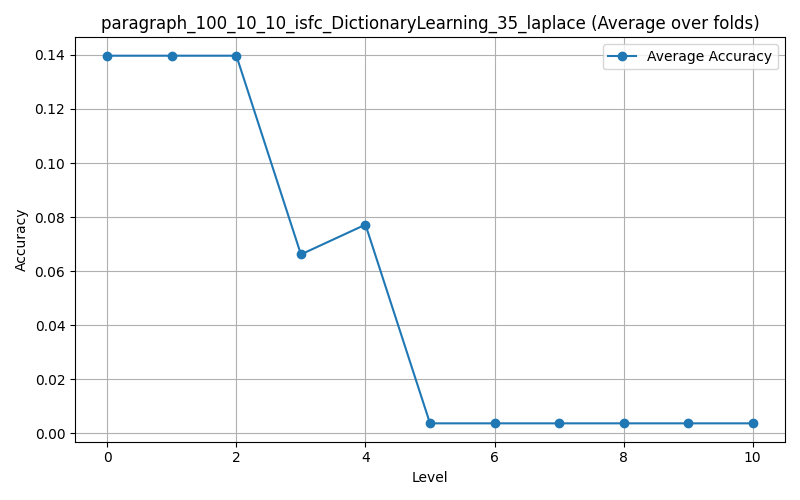 paragraph_100_10_10_isfc_DictionaryLearning_35_laplace (Average over folds)
Average Accuracy
0.14
0.12
0.10
0.08
0.06
0.04
0.02
0.00
Accuracy
0 2 4 6 8 10
Level